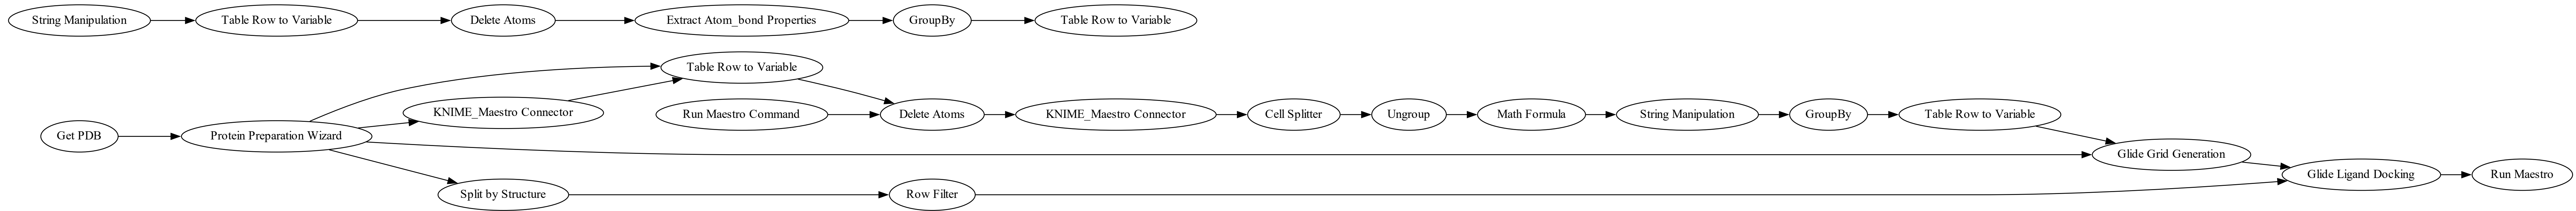 String Manipulation
Table Row to Variable
Delete Atoms
Extract Atom_bond Properties
GroupBy
Table Row to Variable
Table Row to Variable
KNIME_Maestro Connector
Run Maestro Command
Delete Atoms
KNIME_Maestro Connector
Cell Splitter
Ungroup
Math Formula
String Manipulation
GroupBy
Table Row to Variable
Get PDB
Protein Preparation Wizard
Glide Grid Generation
Split by Structure
Row Filter
Glide Ligand Docking
Run Maestro